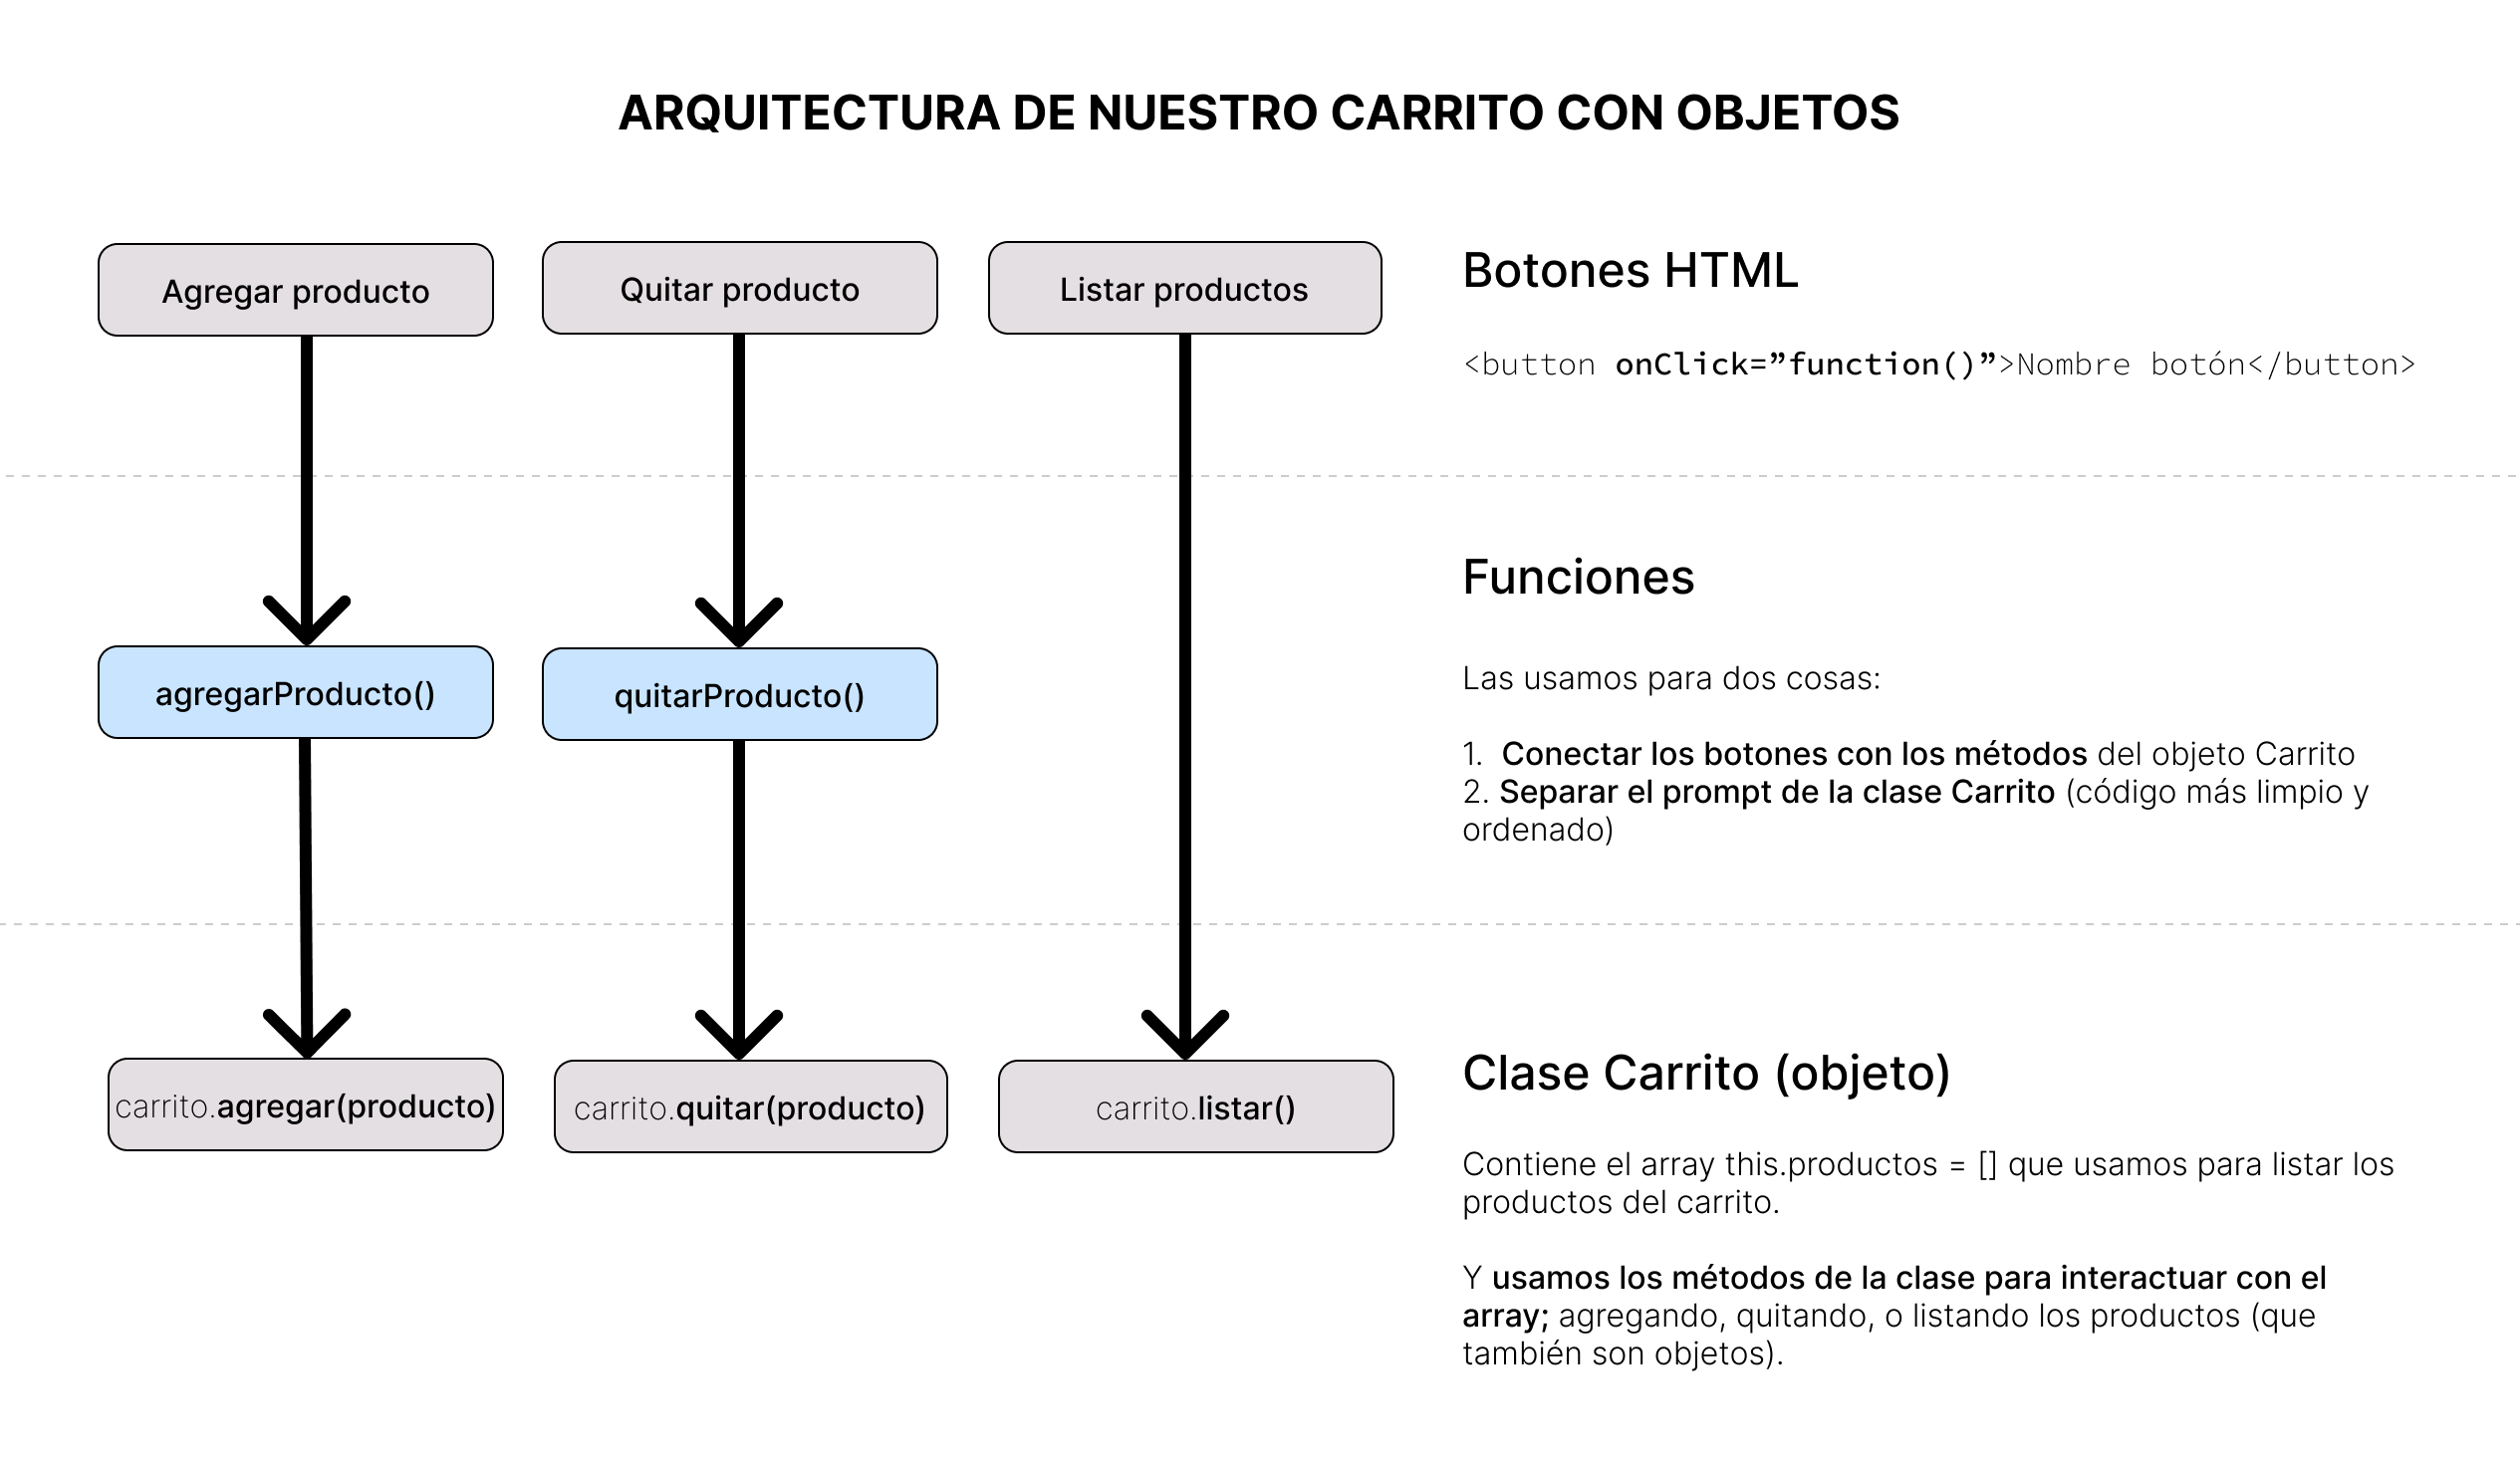 ARQUITECTURA DE NUESTRO CARRITO CON OBJETOS
Agregar producto
Quitar producto
Listar productos
Botones HTML
<button onClick=”function()”>Nombre botón</button>
Funciones
Las usamos para dos cosas:
agregarProducto()
quitarProducto()
1. Conectar los botones con los métodos del objeto Carrito
2. Separar el prompt de la clase Carrito (código más limpio y
ordenado)
carrito.agregar(producto)
carrito.quitar(producto)
carrito.listar()
Clase Carrito (objeto)
Contiene el array this.productos = [] que usamos para listar los
productos del carrito.
Y usamos los métodos de la clase para interactuar con el
array; agregando, quitando, o listando los productos (que
también son objetos).